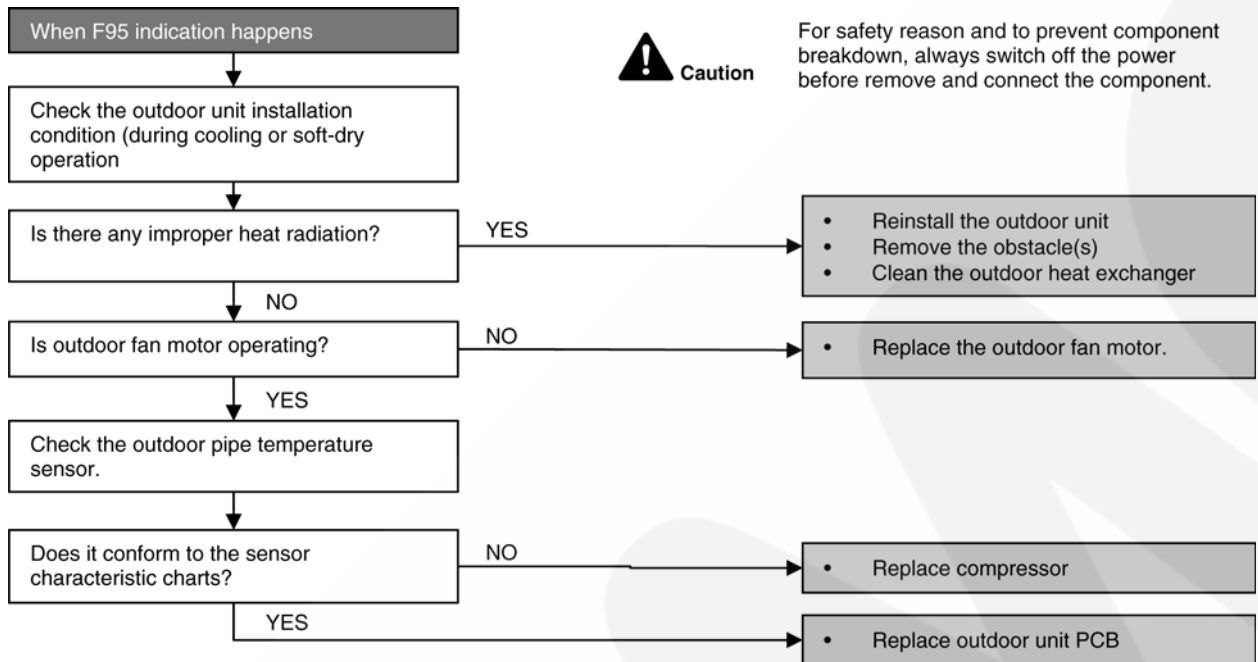 When F95 indication happens
Caution
For safety reason and to prevent component
breakdown, always switch off the power
before remove and connect the component.
Check the outdoor unit installation
condition (during cooling or soft-dry
operation
Is there any improper heat radiation?
YES
• Reinstall the outdoor unit
• Remove the obstacle(s)
• Clean the outdoor heat exchanger
NO
Is outdoor fan motor operating?
NO
• Replace the outdoor fan motor.
YES
Check the outdoor pipe temperature
sensor.
Does it conform to the sensor
characteristic charts?
NO
• Replace compressor
YES
• Replace outdoor unit PCB